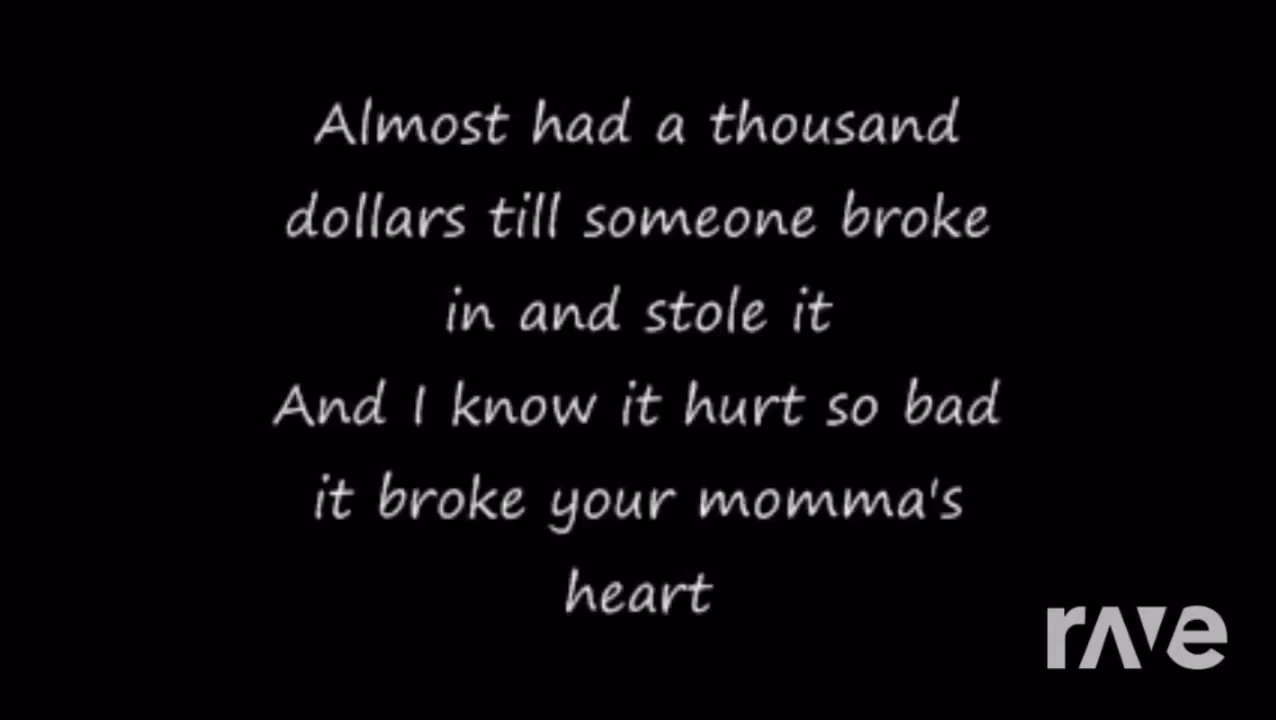 Almost had a thousand
dollars till someone broke
in and stole it
And I know it hurt so bad
it broke your momma's
heart
rave